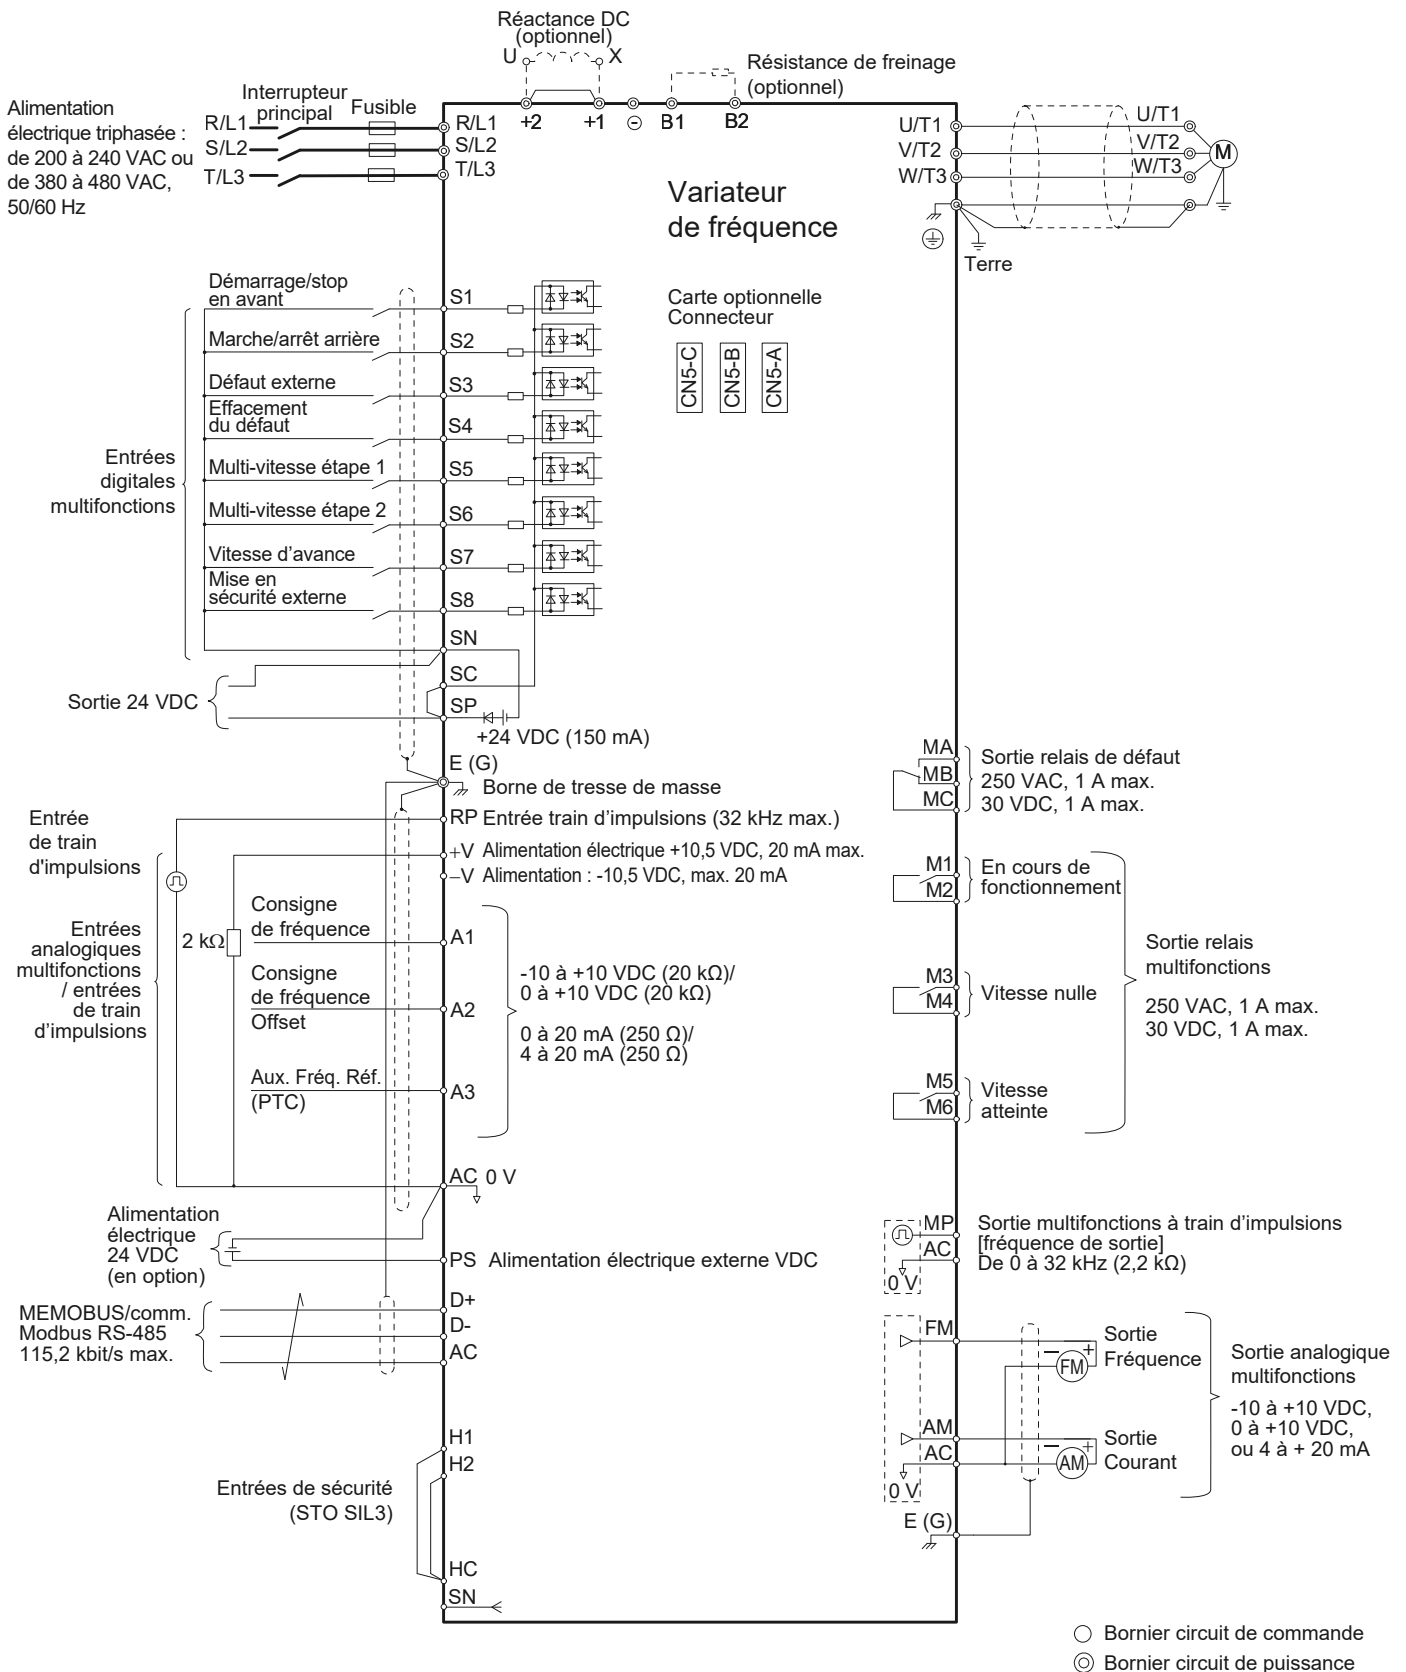 Réactance DC
(optionnel)
U
X
Résistance de freinage
(optionnel)
Alimentation
électrique triphasée :
de 200 à 240 VAC ou
de 380 à 480 VAC,
50/60 Hz
Interrupteur
principal
Fusible
R/L1
S/L2
T/L3
R/L1
S/L2
T/L3
+2
+1
⊖
B1
B2
U/T1
V/T2
W/T3
U/T1
V/T2
W/T3
M
Terre
Variateur
de fréquence
Carte optionnelle
Connecteur
CN5-C
CN5-B
CN5-A
Entrées
digitales
multifonctions
Démarrage/stop
en avant
S1
Marche/arrêt arrière
S2
Défaut externe
S3
Effacement
du défaut
S4
Multi-vitesse étape 1
S5
Multi-vitesse étape 2
S6
Vitesse d’avance
S7
Mise en
sécurité externe
S8
SN
SC
Sortie 24 VDC
SP
+24 VDC (150 mA)
E (G)
Borne de tresse de masse
Entrée
de train
d'impulsions
RP
Entrée train d’impulsions (32 kHz max.)
+V
Alimentation électrique +10,5 VDC, 20 mA max.
–V
Alimentation : -10,5 VDC, max. 20 mA
Entrées
analogiques
multifonctions
/ entrées
de train
d’impulsions
2 kΩ
Consigne
de fréquence
A1
Consigne
de fréquence
Offset
A2
Aux. Fréq. Réf.
(PTC)
A3
-10 à +10 VDC (20 kΩ)/
0 à +10 VDC (20 kΩ)
0 à 20 mA (250 Ω)/
4 à 20 mA (250 Ω)
AC
0 V
Alimentation
électrique
24 VDC
(en option)
PS
Alimentation électrique externe VDC
MEMOBUS/comm.
Modbus RS-485
115,2 kbit/s max.
D+
D-
AC
Entrées de sécurité
(STO SIL3)
H1
H2
HC
SN
MA
MB
MC
Sortie relais de défaut
250 VAC, 1 A max.
30 VDC, 1 A max.
M1
M2
En cours de
fonctionnement
M3
M4
Vitesse nulle
M5
M6
Vitesse
atteinte
Sortie relais
multifonctions
250 VAC, 1 A max.
30 VDC, 1 A max.
MP
AC
0 V
Sortie multifonctions à train d’impulsions
[fréquence de sortie]
De 0 à 32 kHz (2,2 kΩ)
FM
− +
FM
Sortie
Fréquence
AM
AC
0 V
− +
AM
Sortie
Courant
E (G)
Sortie analogique
multifonctions
-10 à +10 VDC,
0 à +10 VDC,
ou 4 à + 20 mA
Bornier circuit de commande
Bornier circuit de puissance